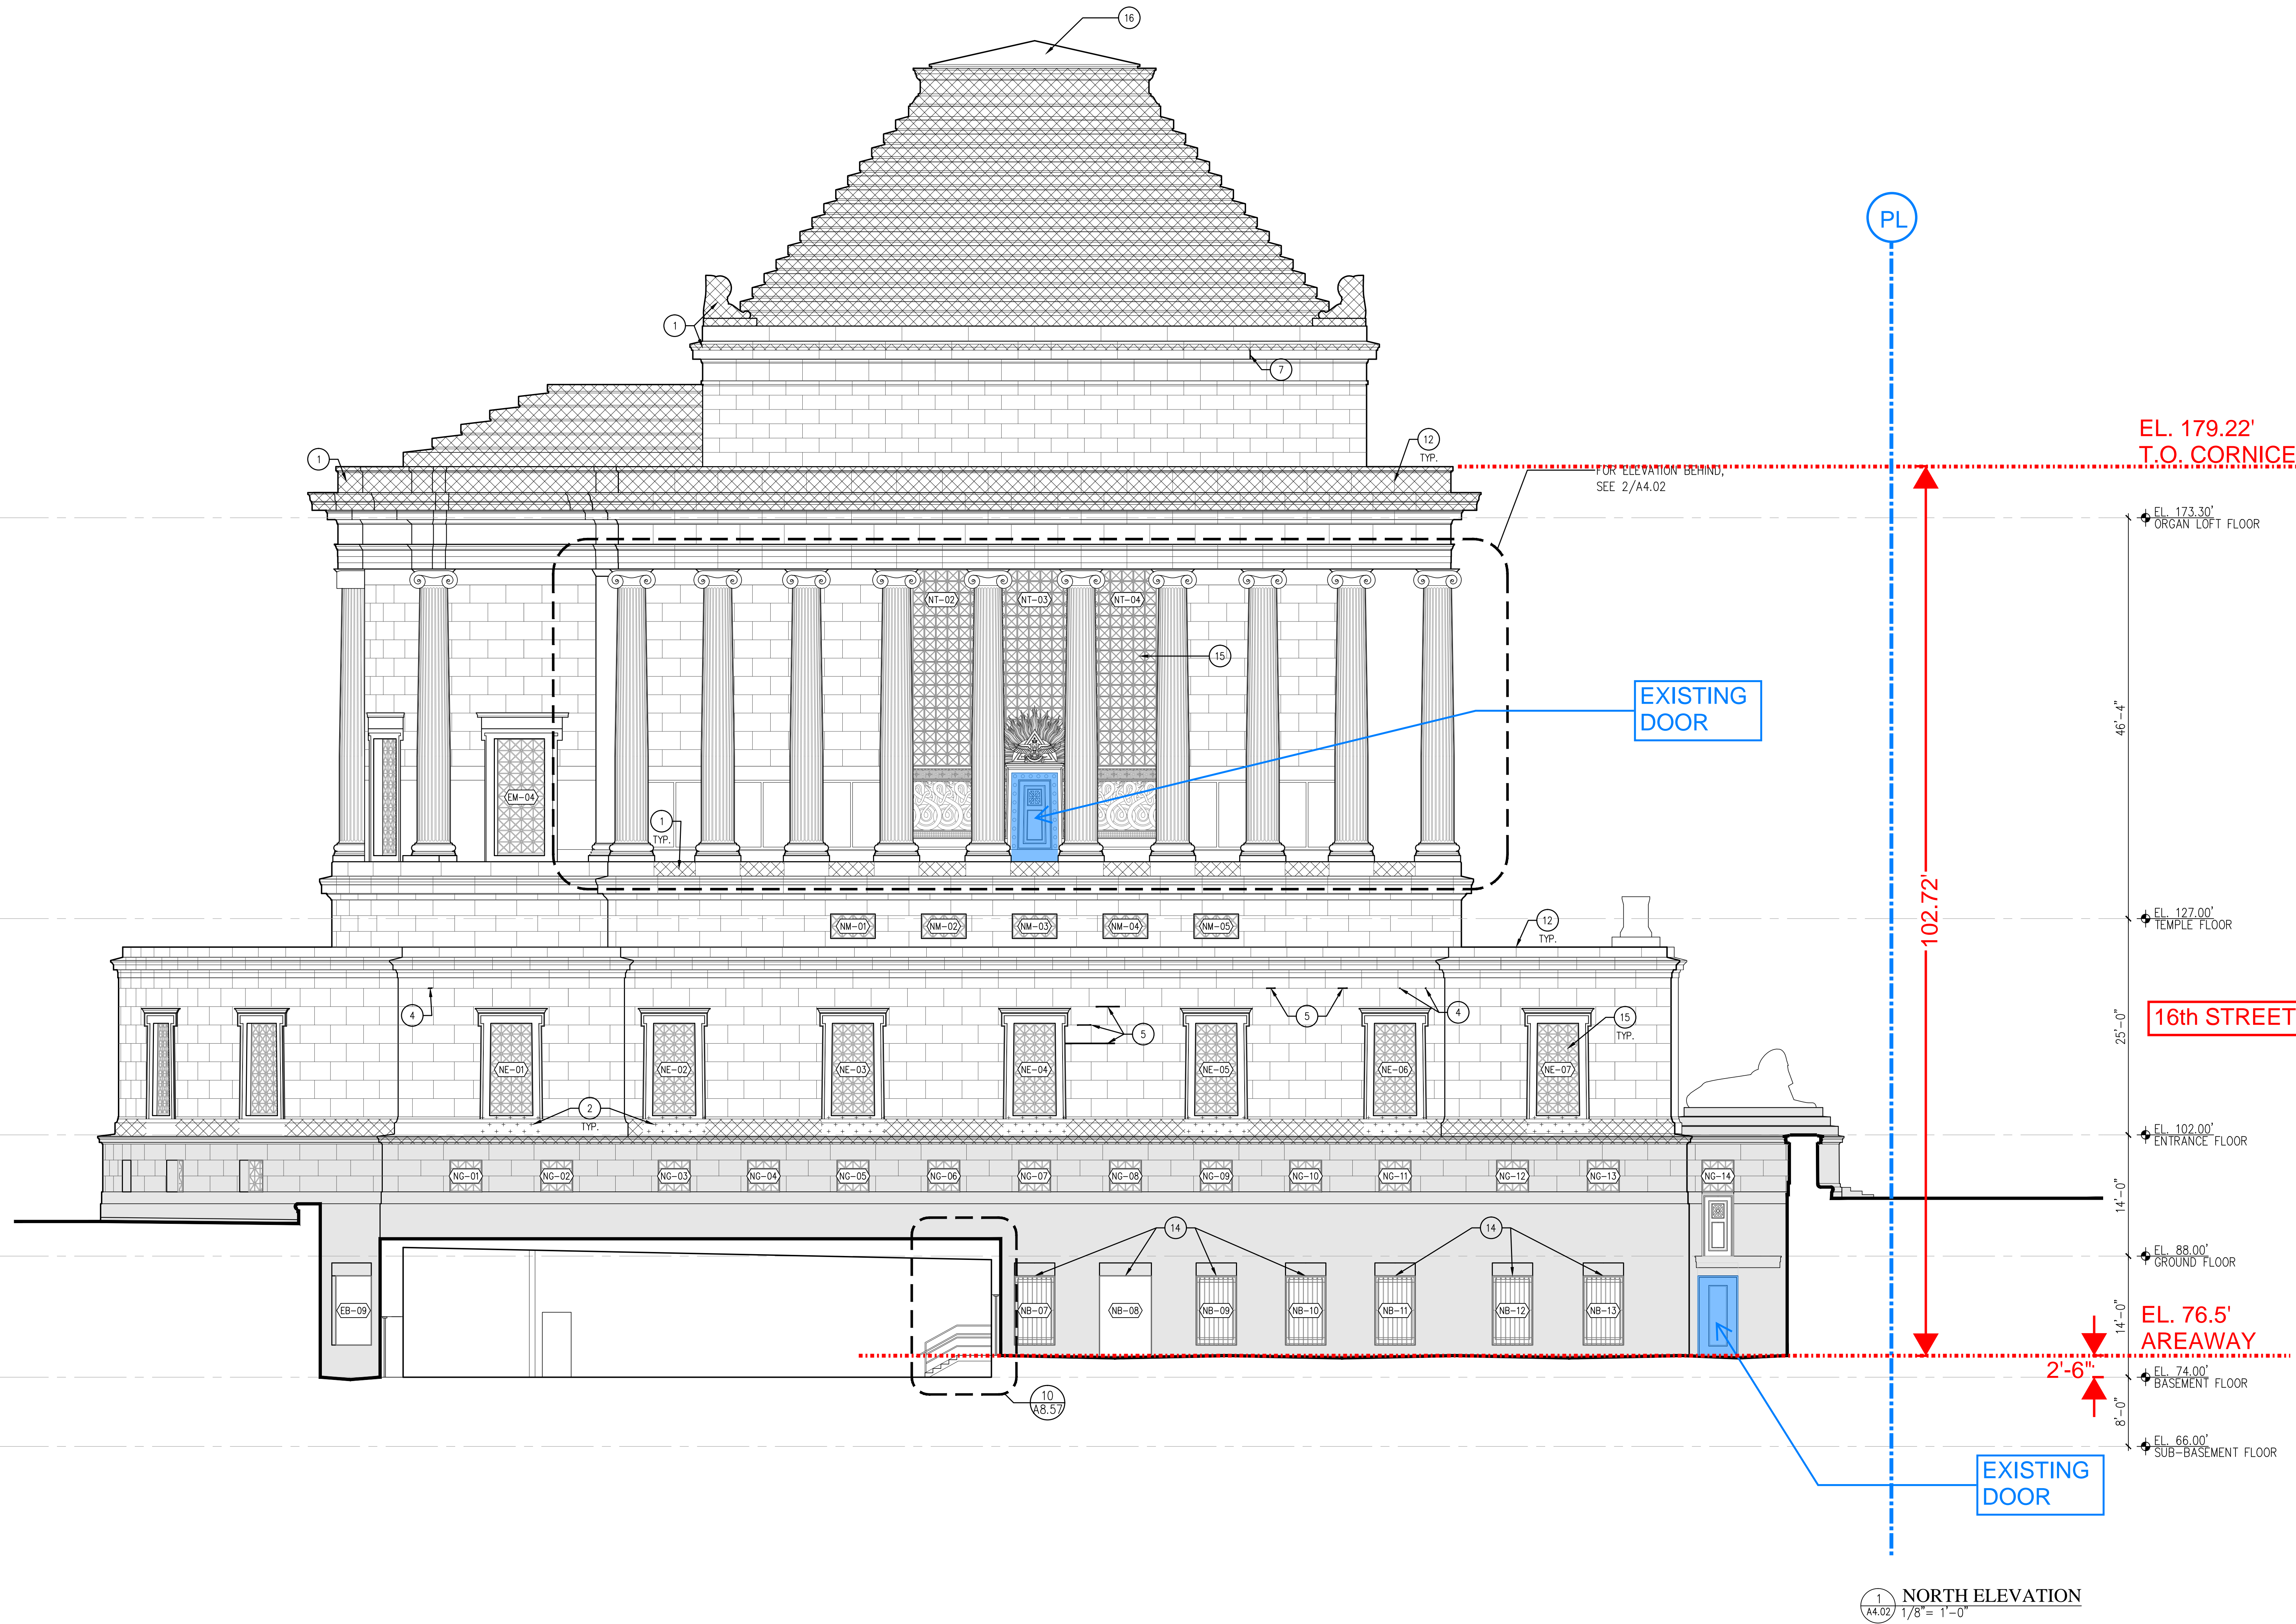 16
PL
1
7
EL. 179.22'
T.O. CORNICE
12
TYP.
1
FOR ELEVATION BEHIND,
SEE 2/A4.02
EL. 173.30'
ORGAN LOFT FLOOR
NT-02
NT-03
NT-04
15
EXISTING
DOOR
46'-4"
EM-04
1
TYP.
102.72'
NM-01
NM-02
NM-03
NM-04
NM-05
12
TYP.
EL. 127.00'
TEMPLE FLOOR
4
5
4
5
15
TYP.
16th STREET
25'-0"
NE-01
NE-02
NE-03
NE-04
NE-05
NE-06
NE-07
2
TYP.
EL. 102.00'
ENTRANCE FLOOR
NG-01
NG-02
NG-03
NG-04
NG-05
NG-06
NG-07
NG-08
NG-09
NG-10
NG-11
NG-12
NG-13
NG-14
14'-0"
14
14
EL. 88.00'
GROUND FLOOR
EB-09
NB-07
NB-08
NB-09
NB-10
NB-11
NB-12
NB-13
14'-0"
EL. 76.5'
AREAWAY
2'-6"
EL. 74.00'
BASEMENT FLOOR
10
A8.57
8'-0"
EL. 66.00'
SUB-BASEMENT FLOOR
EXISTING
DOOR
1
A4.02
NORTH ELEVATION
1/8"= 1'-0"